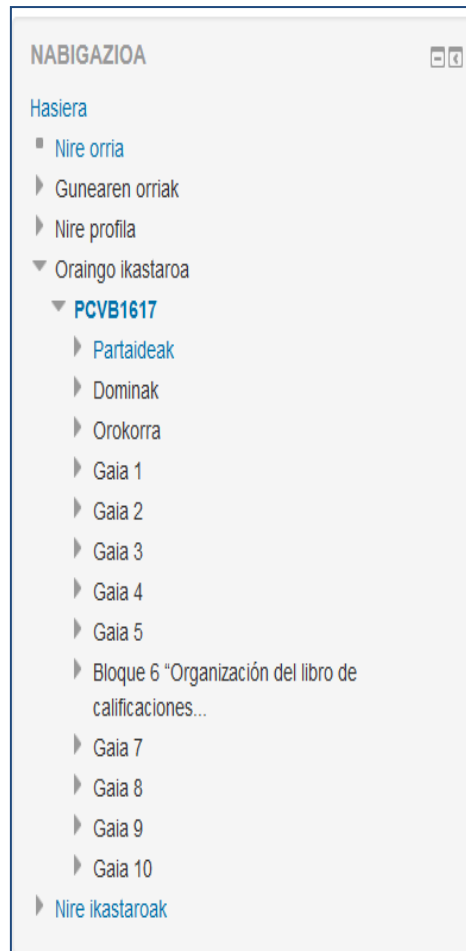 NABIGAZIOA
Hasiera
Nire orria
Gunearen orriak
Nire profila
Oraingo ikastaroa
PCVB1617
Partaideak
Dominak
Orokorra
Gaia 1
Gaia 2
Gaia 3
Gaia 4
Gaia 5
Bloque 6 “Organización del libro de
calificaciones...
Gaia 7
Gaia 8
Gaia 9
Gaia 10
Nire ikastaroak